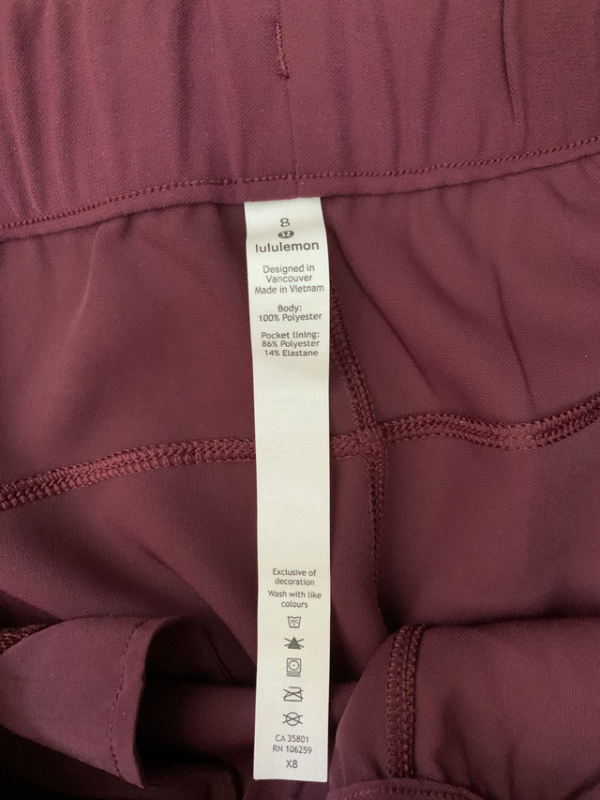 8
lululemon
Designed in
Vancouver
Made in Vietnam
Body:
100% Polyester
Pocket lining:
86% Polyester
14% Elastane
Exclusive of
decoration
Wash with like
colours
CA 35801
RN 106259
X8